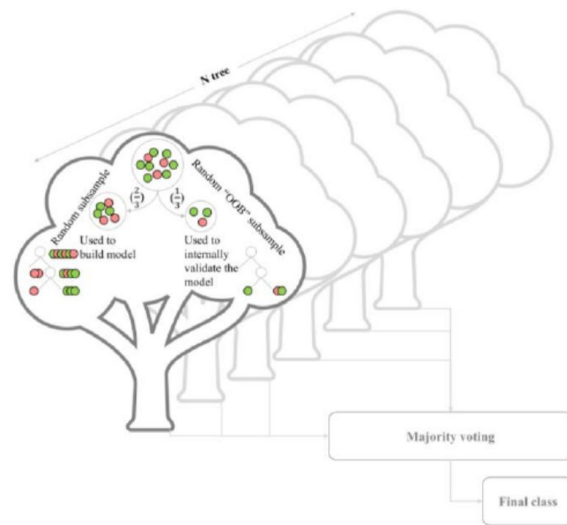 N tree
Random subsample
Random "OOB" subsample
(2/3)
(1/3)
Used to
build model
Used to
internally
validate the
model
Majority voting
Final class